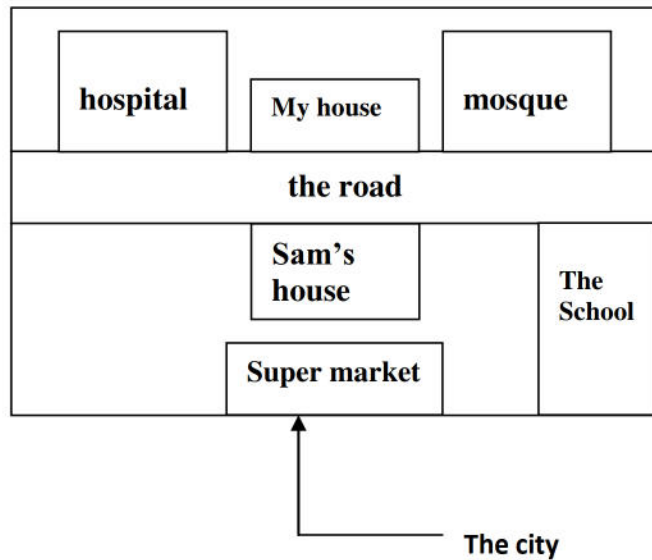 hospital
My house
mosque
the road
Sam's
house
The
School
Super market
The city